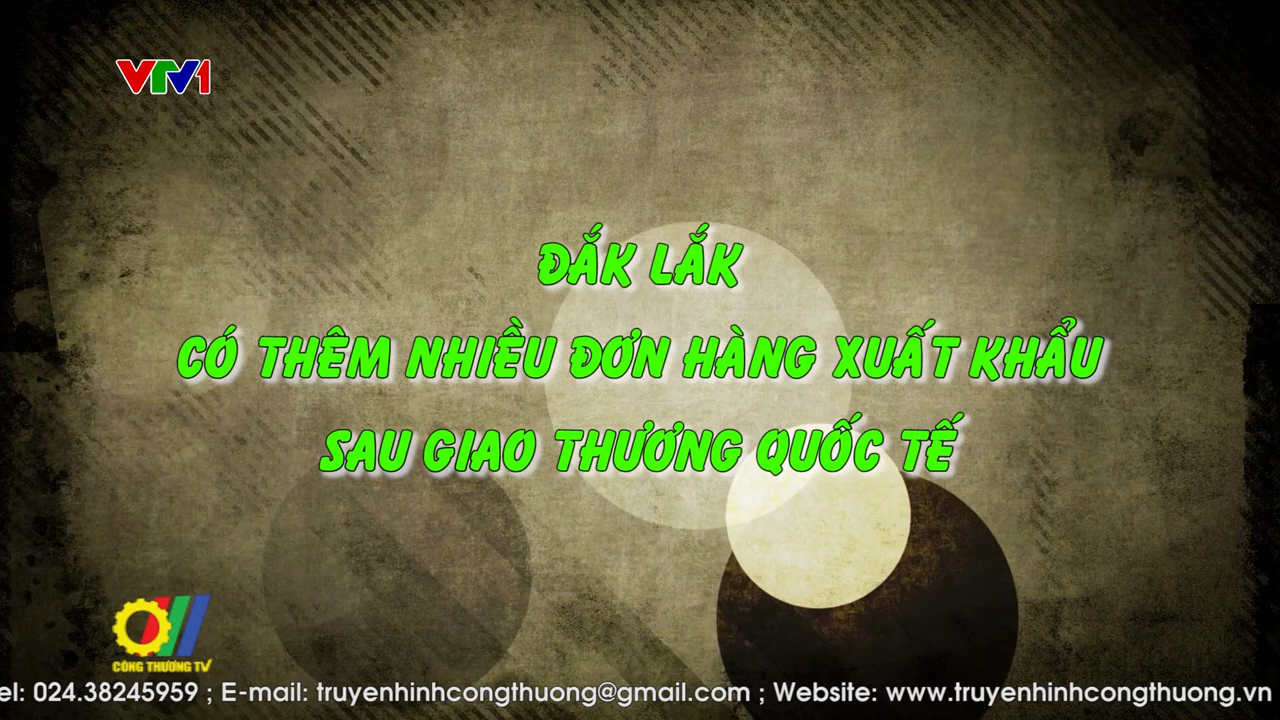 VTV1
ĐẮK LẮK
CÓ THÊM NHIỀU ĐƠN HÀNG XUẤT KHẨU
SAU GIAO THƯƠNG QUỐC TẾ
CÔNG THƯƠNG TV
el: 024.38245959 ; E-mail: truyenhinhcongthuong@gmail.com ; Website: www.truyenhinhcongthuong.vn